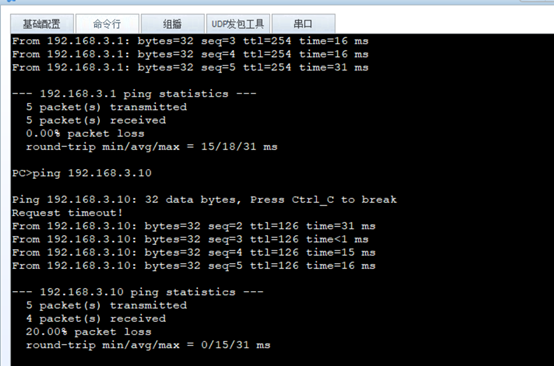 基础配置 命令行 组播 UDP发包工具 串口
From 192.168.3.1: bytes=32 seq=3 ttl=254 time=16 ms
From 192.168.3.1: bytes=32 seq=4 ttl=254 time=16 ms
From 192.168.3.1: bytes=32 seq=5 ttl=254 time=31 ms
--- 192.168.3.1 ping statistics ---
5 packet(s) transmitted
5 packet(s) received
0.00% packet loss
round-trip min/avg/max = 15/18/31 ms
PC>ping 192.168.3.10
Ping 192.168.3.10: 32 data bytes, Press Ctrl_C to break
Request timeout!
From 192.168.3.10: bytes=32 seq=2 ttl=126 time=31 ms
From 192.168.3.10: bytes=32 seq=3 ttl=126 time<1 ms
From 192.168.3.10: bytes=32 seq=4 ttl=126 time=15 ms
From 192.168.3.10: bytes=32 seq=5 ttl=126 time=16 ms
--- 192.168.3.10 ping statistics ---
5 packet(s) transmitted
4 packet(s) received
20.00% packet loss
round-trip min/avg/max = 0/15/31 ms